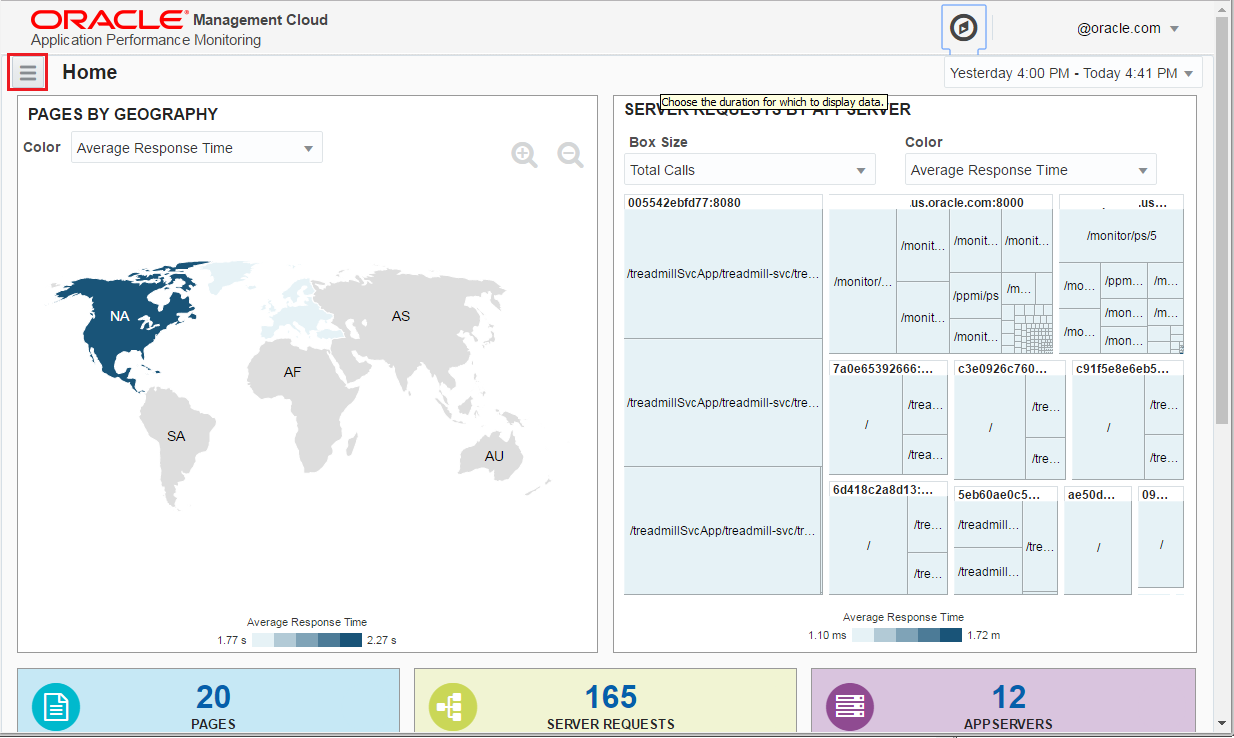 ORACLE Management Cloud
Application Performance Monitoring
@oracle.com
Home
Yesterday 4:00 PM - Today 4:41 PM
Choose the duration for which to display data.
PAGES BY GEOGRAPHY
Color
Average Response Time
NA
AS
AF
SA
AU
Average Response Time
1.77 s
2.27 s
SERVER REQUESTS BY APP SERVER
Box Size
Color
Total Calls
Average Response Time
005542ebfd77:8080
/treadmillSvcApp/treadmill-svc/tre...
/treadmillSvcApp/treadmill-svc/tre...
/treadmillSvcApp/treadmill-svc/tr...
.us.oracle.com:8000
/monitor/...
/monit...
/monit...
/monit...
/monit...
/ppmi/ps
/m...
/monit...
.us...
/monitor/ps/5
/mo...
/ppm...
/m...
/mon...
/m...
/mo...
/mon...
7a0e65392666:...
/
/trea...
/trea...
c3e0926c760...
/
/tre...
/tre...
c91f5e8e6eb5...
/
/tre...
/tre...
6d418c2a8d13:...
/
/tre...
/tre...
5eb60ae0c5...
/treadmill...
/treadmill...
/tre...
ae50d...
/
09...
/
Average Response Time
1.10 ms
1.72 m
20
PAGES
165
SERVER REQUESTS
12
APPSERVERS